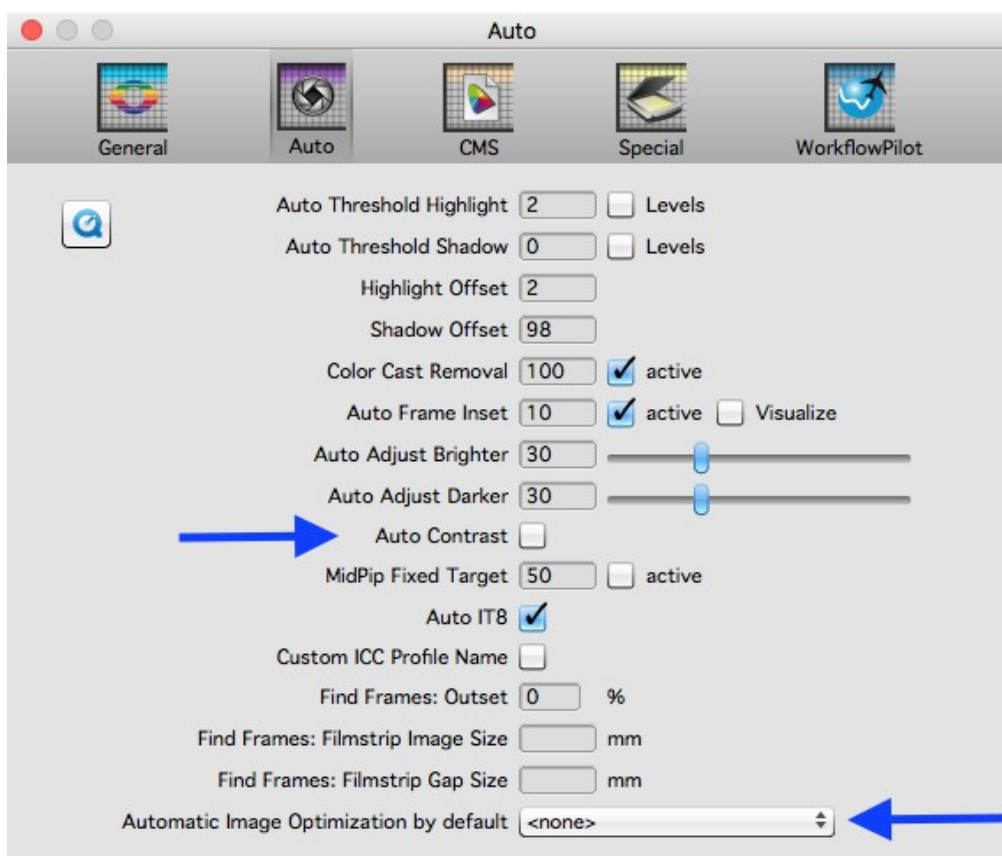 Auto
General Auto CMS Special WorkflowPilot
Auto Threshold Highlight 2 Levels
Auto Threshold Shadow 0 Levels
Highlight Offset 2
Shadow Offset 98
Color Cast Removal 100 active
Auto Frame Inset 10 active Visualize
Auto Adjust Brighter 30
Auto Adjust Darker 30
Auto Contrast
MidPip Fixed Target 50 active
Auto IT8
Custom ICC Profile Name
Find Frames: Outset 0 %
Find Frames: Filmstrip Image Size mm
Find Frames: Filmstrip Gap Size mm
Automatic Image Optimization by default <none>